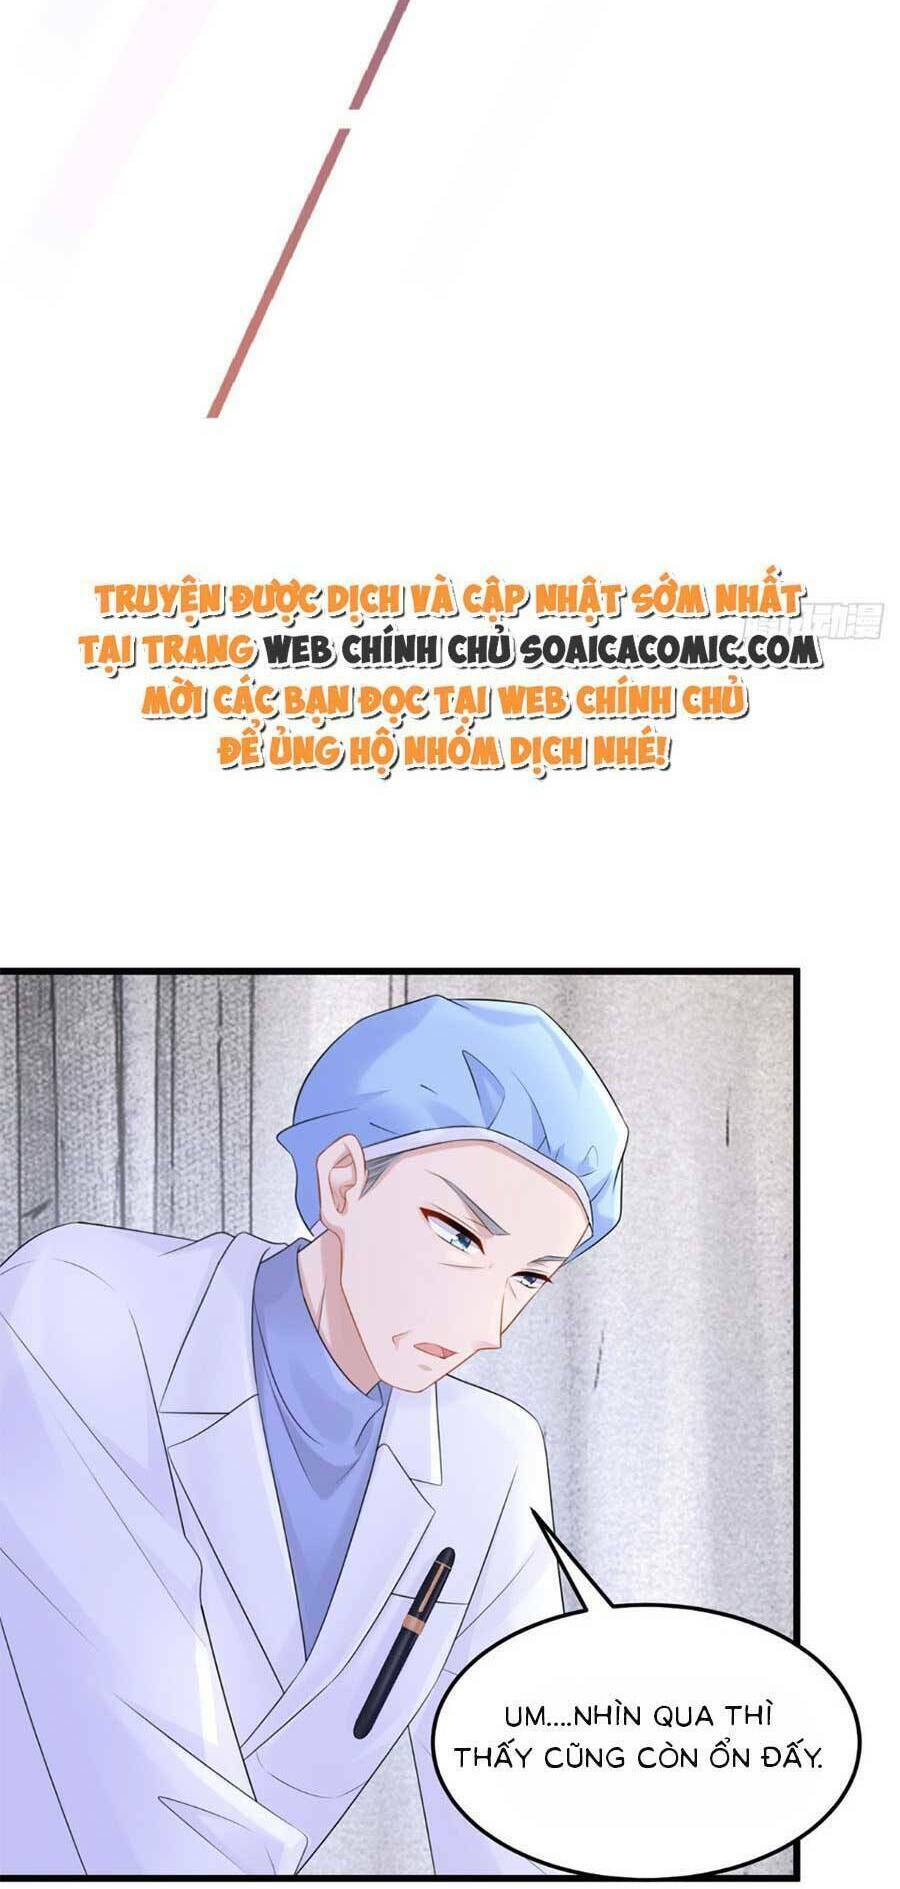 TRUYỆN ĐƯỢC DỊCH VÀ CẬP NHẬT SỚM NHẤT
TẠI TRANG WEB CHÍNH CHỦ SOAICACOMIC.COM
MỜI CÁC BẠN ĐỌC TẠI WEB CHÍNH CHỦ
ĐỂ ỦNG HỘ NHÓM DỊCH NHÉ!
UM....NHÌN QUA THÌ
THẤY CŨNG CÒN ỔN ĐẤY.